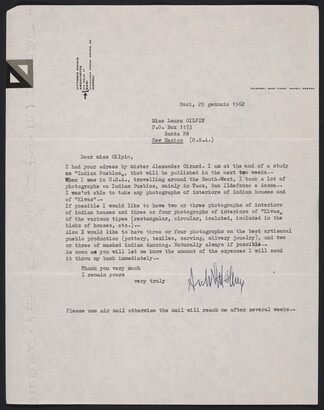 Nazi, 29 gennaio 1962
Miss Laura GILPIN
P.O. Box 1173
Santa Fè
New Mexico (U.S.A.)
Dear miss Gilpin,
I had your adress by mister Alexander Girard. I am at the end of a study
on "Indian Pueblos, that will be published in the next two weeks.-
When I was in U.S.A., travelling around the South-West, I took a lot of
photographs on Indian Pueblos, mainly in Taos, San Ildefonso e Acoma.-
I was'nt able to take any photographs of interiors of indian houses and
of "Kivas".-
If possible I would like to have two or three photographs of interiors
of indian houses and three or four photographs of interiors of "Kivas,
of the various tipes (rectangular, circular, isolated, included in the
bloks of houses, etc.)--
Also I would like to have three or four photographs on the best artisanal
pueblo production (pottery, textiles, carving, silvery jewelry), and two
or three of masked indian dancing. Naturally always if possible.-
As soon as you will let me know the amount of the expenses I will send
it throu my bank immediately.-
Thank you very much
I remain yours
very truly
Please use air mail otherwise the mail will reach me after several weeks.--